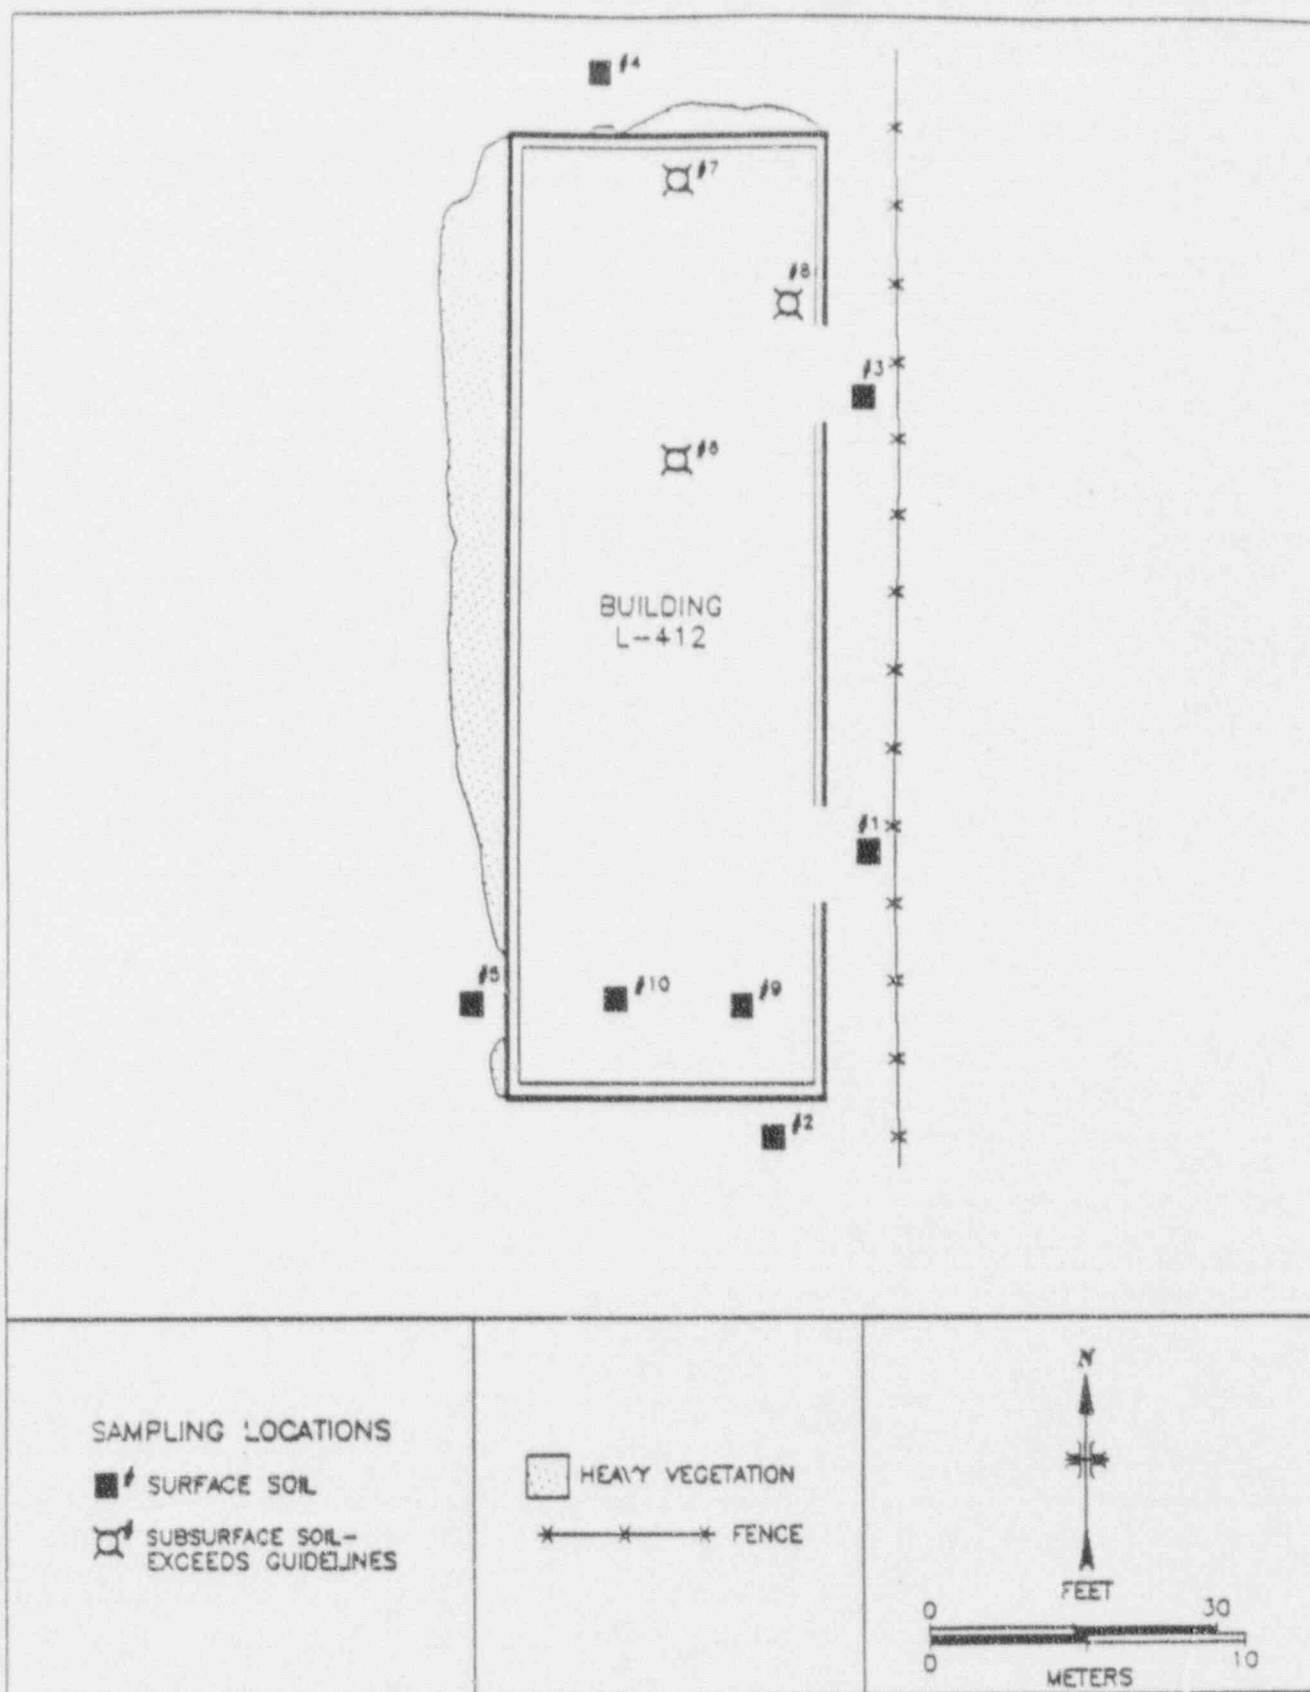 #4
#7
#8
#3
#6
BUILDING
L-412
#1
#5
#10
#9
#2
SAMPLING LOCATIONS
# SURFACE SOIL
# SUBSURFACE SOIL-
EXCEEDS GUIDELINES
HEAVY VEGETATION
FENCE
N
FEET
0 30
0 10
METERS